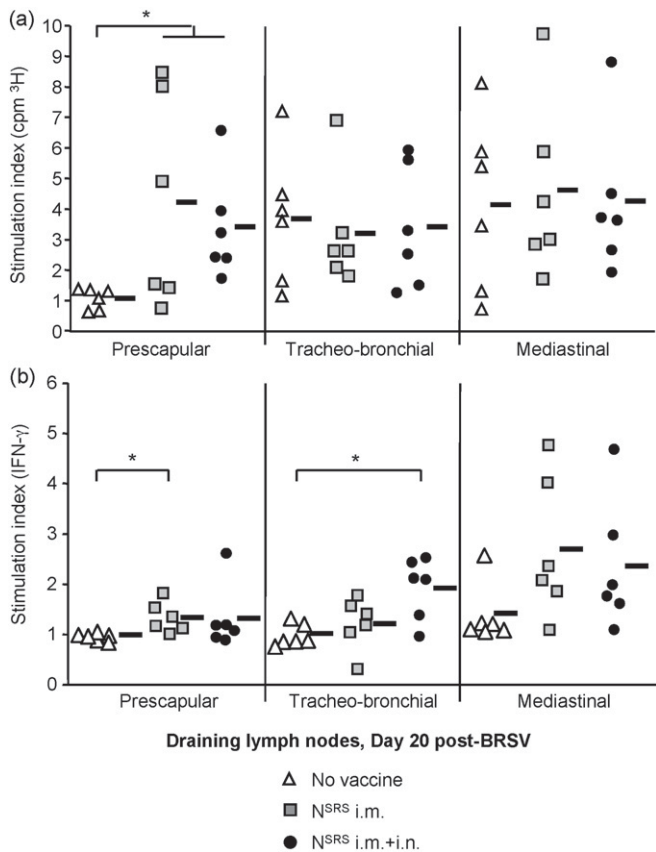 (a)
*
10
9
8
7
6
5
4
3
2
1
0
Stimulation index (cpm ³H)
Prescapular Tracheo-bronchial Mediastinal
(b)
6
5
4
3
2
1
0
* *
Stimulation index (IFN-γ)
Prescapular Tracheo-bronchial Mediastinal
Draining lymph nodes, Day 20 post-BRSV
No vaccine
Nˢᴿˢ i.m.
Nˢᴿˢ i.m.+i.n.